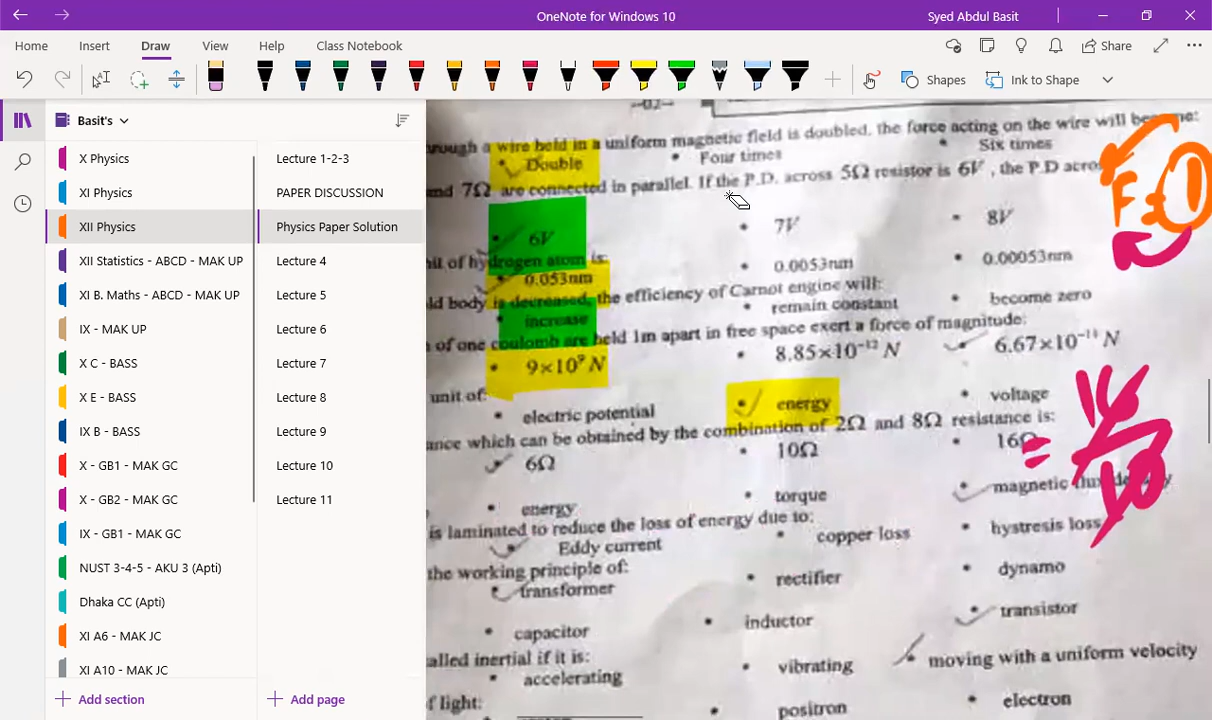 OneNote for Windows 10
Syed Abdul Basit
Home Insert Draw View Help Class Notebook
Share
Shapes
Ink to Shape
Basit's
X Physics
XI Physics
XII Physics
XII Statistics - ABCD - MAK UP
XI B. Maths - ABCD - MAK UP
IX - MAK UP
X C - BASS
X E - BASS
IX B - BASS
X - GB1 - MAK GC
X - GB2 - MAK GC
IX - GB1 - MAK GC
NUST 3-4-5 - AKU 3 (Apti)
Dhaka CC (Apti)
XI A6 - MAK JC
XI A10 - MAK JC
Add section
Lecture 1-2-3
PAPER DISCUSSION
Physics Paper Solution
Lecture 4
Lecture 5
Lecture 6
Lecture 7
Lecture 8
Lecture 9
Lecture 10
Lecture 11
Add page
a wire held in a uniform magnetic field is doubled, the force acting on the wire will
• Double • Four times • Six times
7Ω are connected in parallel. If the P.D. across 5Ω resistor is 6V, the P.D
• 6V • 7V • 8V
of hydrogen atom is:
• 0.053nm • 0.0053nm • 0.00053nm
body is decreased, the efficiency of Carnot engine will:
• increase • remain constant • become zero
of one coulomb are held 1m apart in free space exert a force of magnitude:
• 9×10⁹ N • 8.85×10⁻¹² N • 6.67×10⁻¹¹ N
unit of:
• electric potential • energy • voltage
which can be obtained by the combination of 2Ω and 8Ω resistance is:
• 6Ω • 10Ω • 16Ω
• energy • torque • magnetic
is laminated to reduce the loss of energy due to:
• Eddy current • copper loss • hystresis loss
the working principle of:
• transformer • rectifier • dynamo
• capacitor • inductor • transistor
inertial if it is:
• accelerating • vibrating • moving with a uniform velocity
of light:
• positron • electron
F=
= 16/10